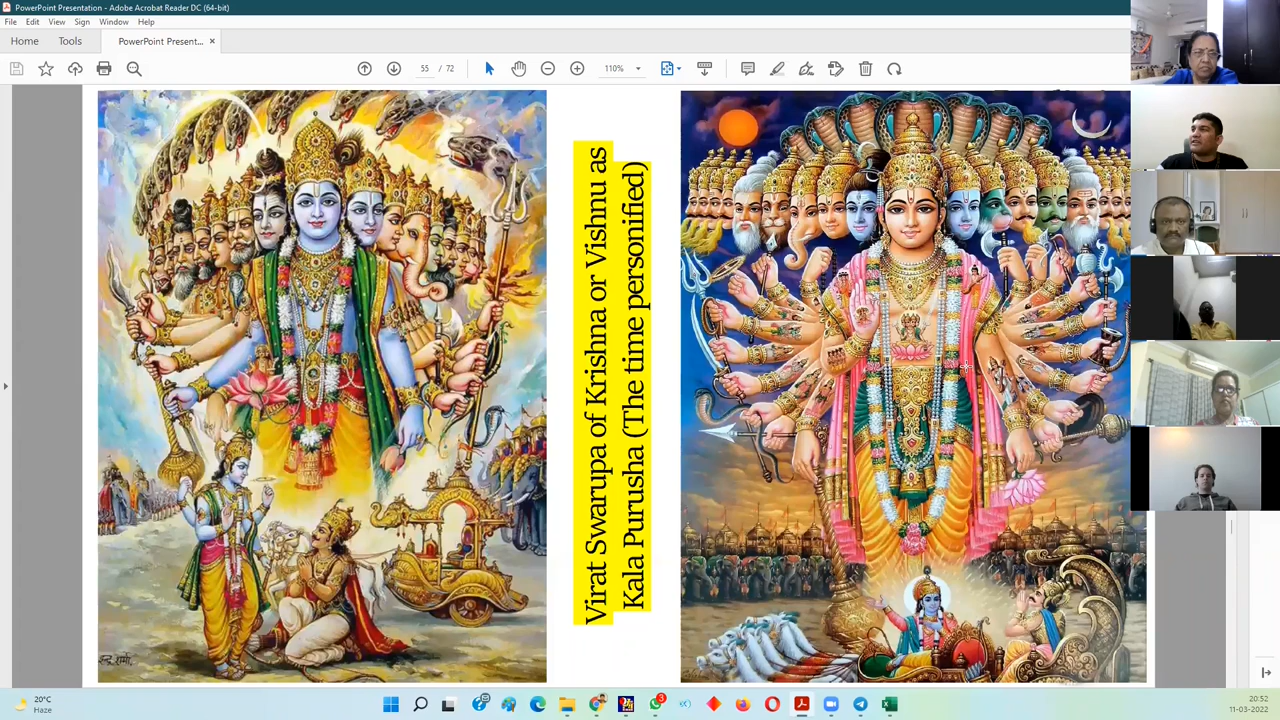 PowerPoint Presentation - Adobe Acrobat Reader DC (64-bit)
File Edit View Sign Window Help
Home Tools PowerPoint Present... ×
55 / 72 110%
Virat Swarupa of Krishna or Vishnu as
Kala Purusha (The time personified)
20°C
Haze
3
20:52
11-03-2022